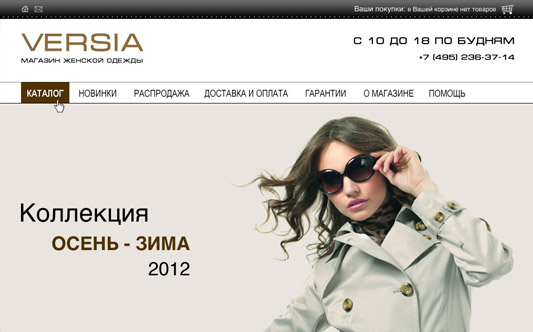 Ваши покупки: в Вашей корзине нет товаров
VERSIA
МАГАЗИН ЖЕНСКОЙ ОДЕЖДЫ
С 10 ДО 18 ПО БУДНЯМ
+7 (495) 236-37-14
КАТАЛОГ НОВИНКИ РАСПРОДАЖА ДОСТАВКА И ОПЛАТА ГАРАНТИИ О МАГАЗИНЕ ПОМОЩЬ
Коллекция
ОСЕНЬ - ЗИМА
2012